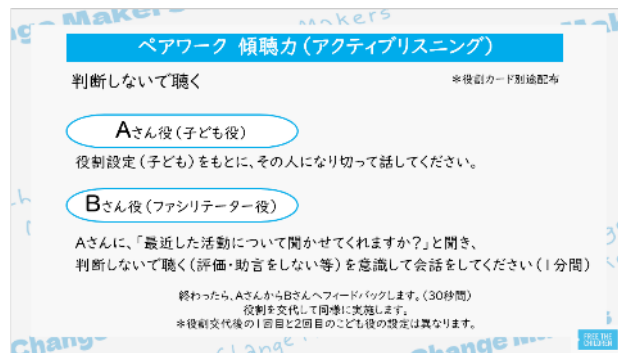 Change Makers
Makers
ペアワーク 傾聴力(アクティブリスニング)
判断しないで聴く
*役割カード別途配布
Aさん役(子ども役)
役割設定(子ども)をもとに、その人になり切って話してください。
Bさん役(ファシリテーター役)
Aさんに、「最近した活動について聞かせてくれますか?」と聞き、
判断しないで聴く(評価・助言をしない等)を意識して会話をしてください(1分間)
終わったら、AさんからBさんへフィードバックします。(30秒間)
役割を交代して同様に実施します。
*役割交代後の1回目と2回目のこども役の設定は異なります。
FREE THE
CHILDREN
Change
Change
Change M